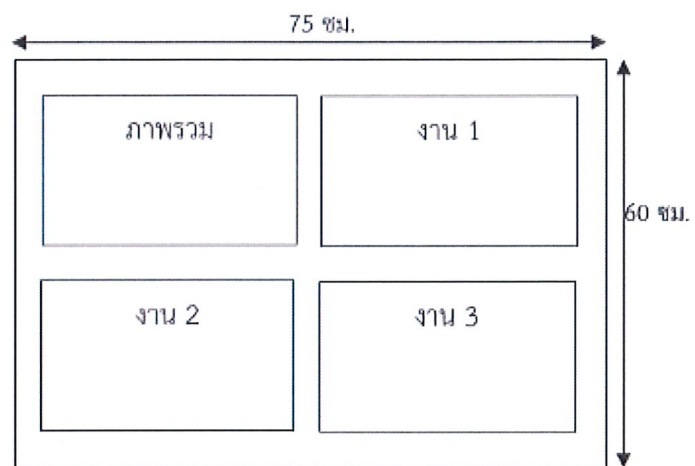 75 ซม.
ภาพรวม
งาน 1
60 ซม.
งาน 2
งาน 3